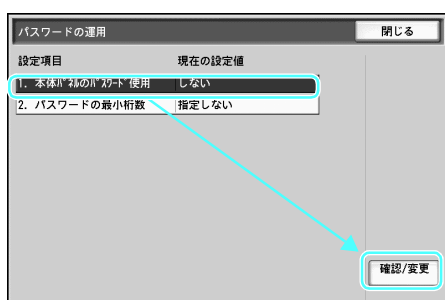 パスワードの運用
閉じる
設定項目 現在の設定値
1. 本体ﾊﾟﾈﾙのﾊﾟｽﾜｰﾄﾞ使用 しない
2. パスワードの最小桁数 指定しない
確認/変更